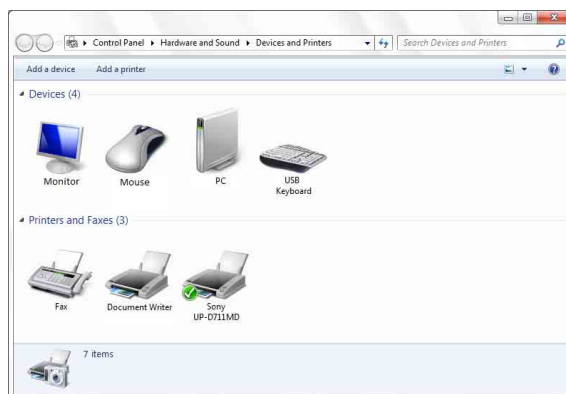 Control Panel ▸ Hardware and Sound ▸ Devices and Printers
Search Devices and Printers
Add a device Add a printer
Devices (4)
Monitor
Mouse
PC
USB
Keyboard
Printers and Faxes (3)
Fax
Document Writer
Sony
UP-D711MD
7 items